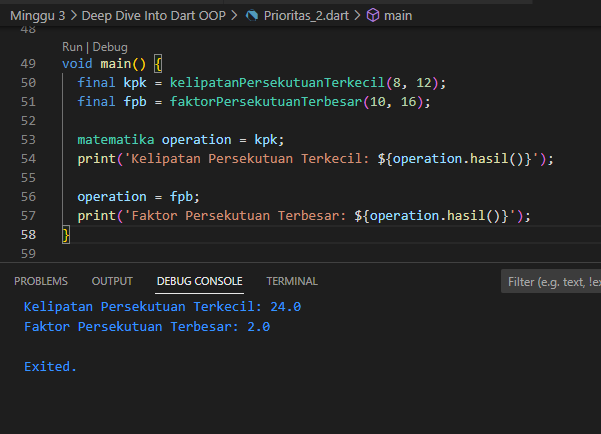 Minggu 3 > Deep Dive Into Dart OOP > Prioritas_2.dart > main
48
Run | Debug
49 void main() {
50 final kpk = kelipatanPersekutuanTerkecil(8, 12);
51 final fpb = faktorPersekutuanTerbesar(10, 16);
52
53 matematika operation = kpk;
54 print('Kelipatan Persekutuan Terkecil: ${operation.hasil()}');
55
56 operation = fpb;
57 print('Faktor Persekutuan Terbesar: ${operation.hasil()}');
58 }
59
PROBLEMS OUTPUT DEBUG CONSOLE TERMINAL Filter (e.g. text, !e
Kelipatan Persekutuan Terkecil: 24.0
Faktor Persekutuan Terbesar: 2.0
Exited.